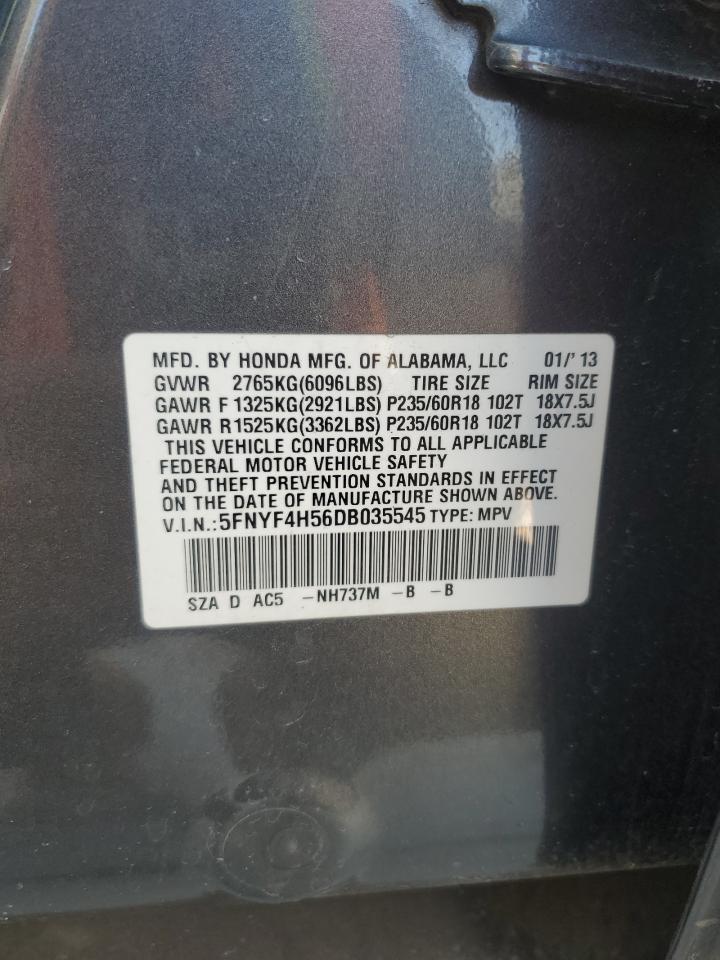 MFD. BY HONDA MFG. OF ALABAMA, LLC 01/'13
GVWR 2765KG(6096LBS) TIRE SIZE RIM SIZE
GAWR F 1325KG(2921LBS) P235/60R18 102T 18X7.5J
GAWR R1525KG(3362LBS) P235/60R18 102T 18X7.5J
THIS VEHICLE CONFORMS TO ALL APPLICABLE
FEDERAL MOTOR VEHICLE SAFETY
AND THEFT PREVENTION STANDARDS IN EFFECT
ON THE DATE OF MANUFACTURE SHOWN ABOVE.
V.I.N.:5FNYF4H56DB035545 TYPE: MPV
SZA D AC5 -NH737M -B -B